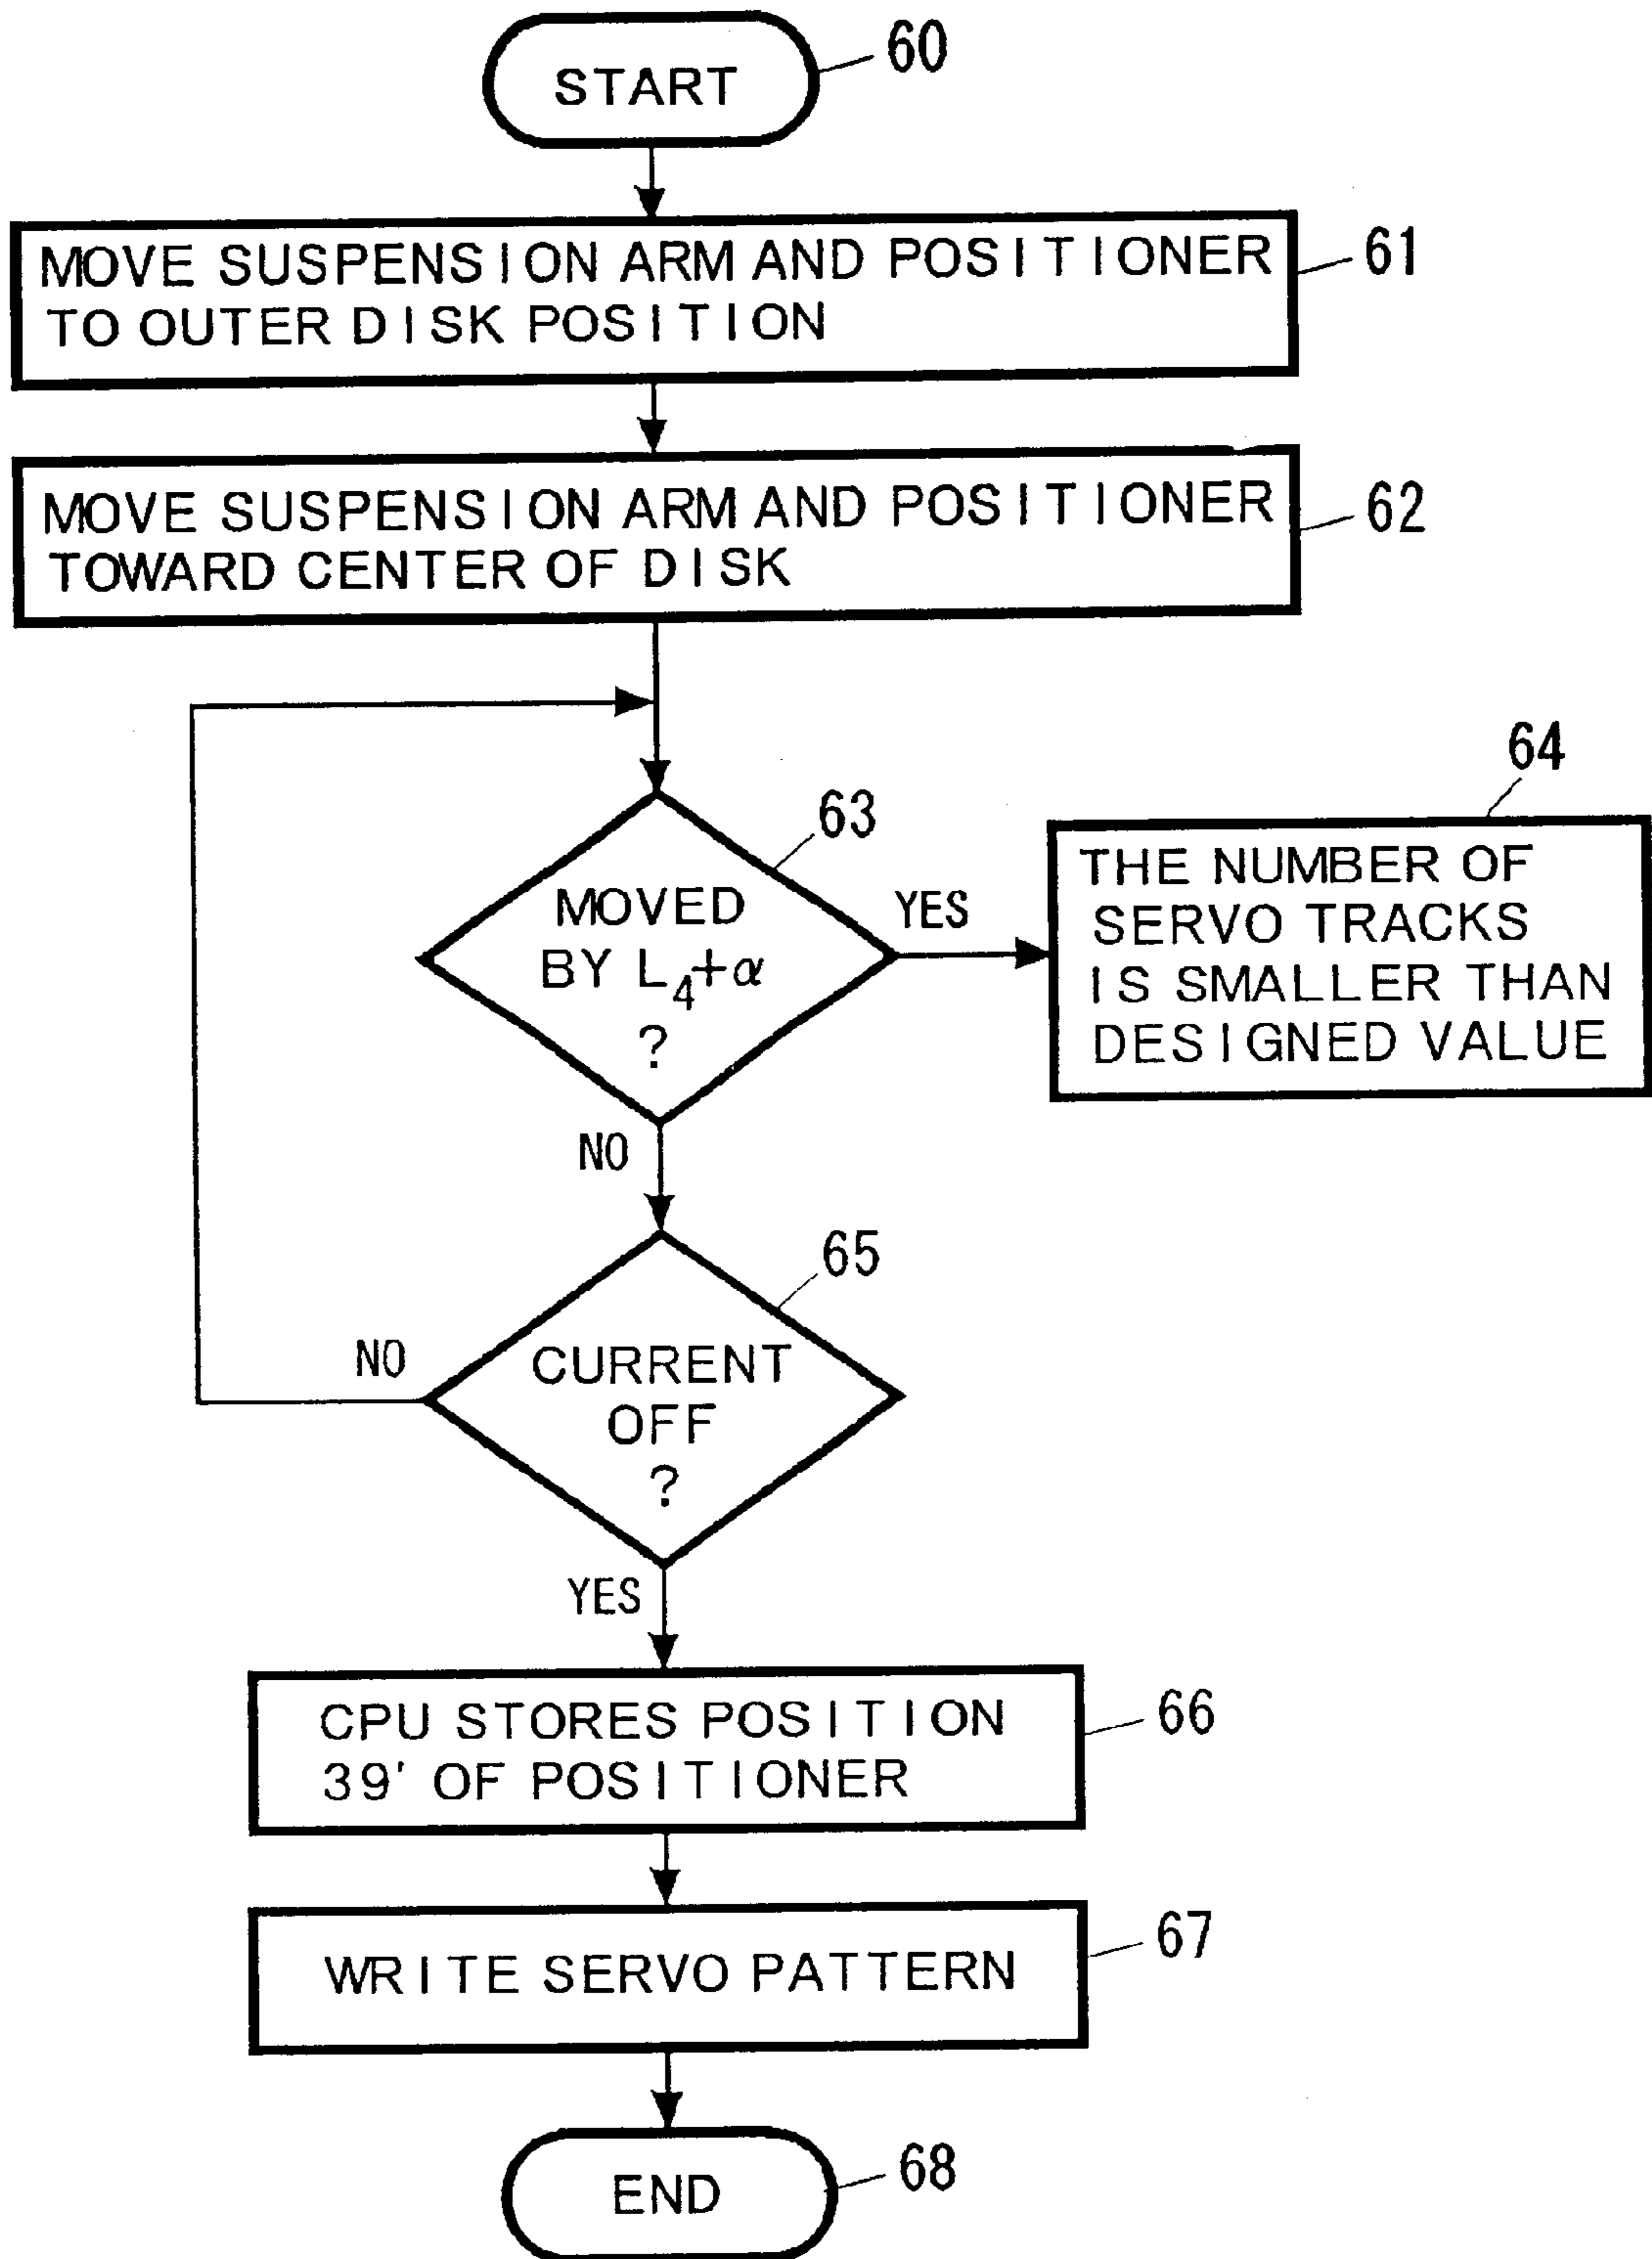 START
60
MOVE SUSPENSION ARM AND POSITIONER
TO OUTER DISK POSITION
61
MOVE SUSPENSION ARM AND POSITIONER
TOWARD CENTER OF DISK
62
63
MOVED
BY L₄+α
?
YES
NO
64
THE NUMBER OF
SERVO TRACKS
IS SMALLER THAN
DESIGNED VALUE
65
CURRENT
OFF
?
NO
YES
CPU STORES POSITION
39' OF POSITIONER
66
WRITE SERVO PATTERN
67
END
68